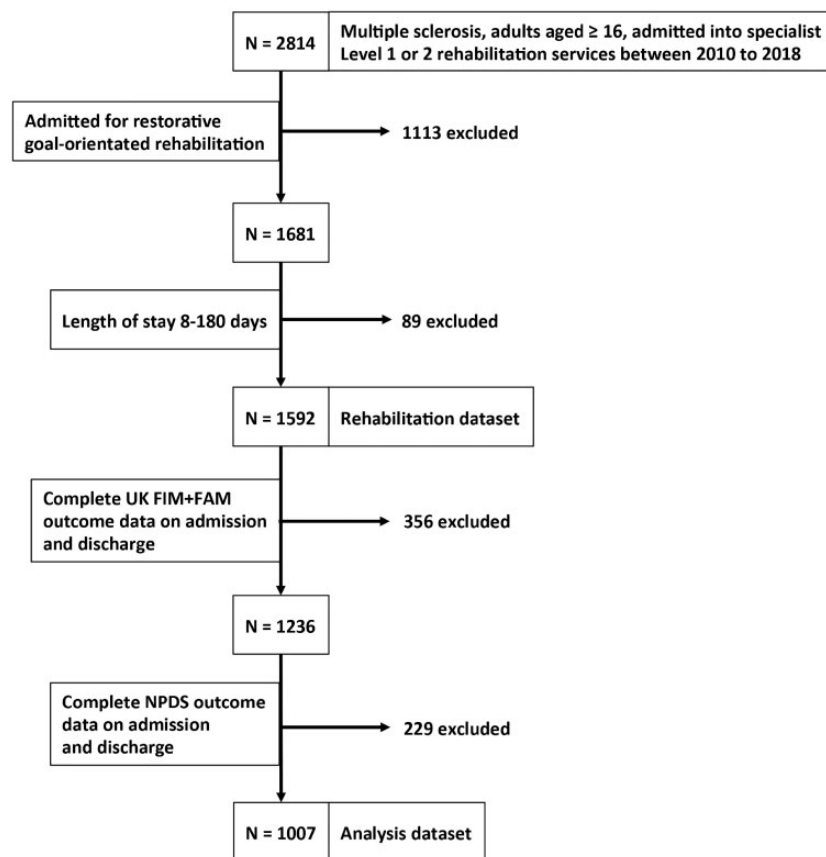 N = 2814
Multiple sclerosis, adults aged ≥ 16, admitted into specialist
Level 1 or 2 rehabilitation services between 2010 to 2018
Admitted for restorative
goal-orientated rehabilitation
1113 excluded
N = 1681
Length of stay 8-180 days
89 excluded
N = 1592
Rehabilitation dataset
Complete UK FIM+FAM
outcome data on admission
and discharge
356 excluded
N = 1236
Complete NPDS outcome
data on admission
and discharge
229 excluded
N = 1007
Analysis dataset